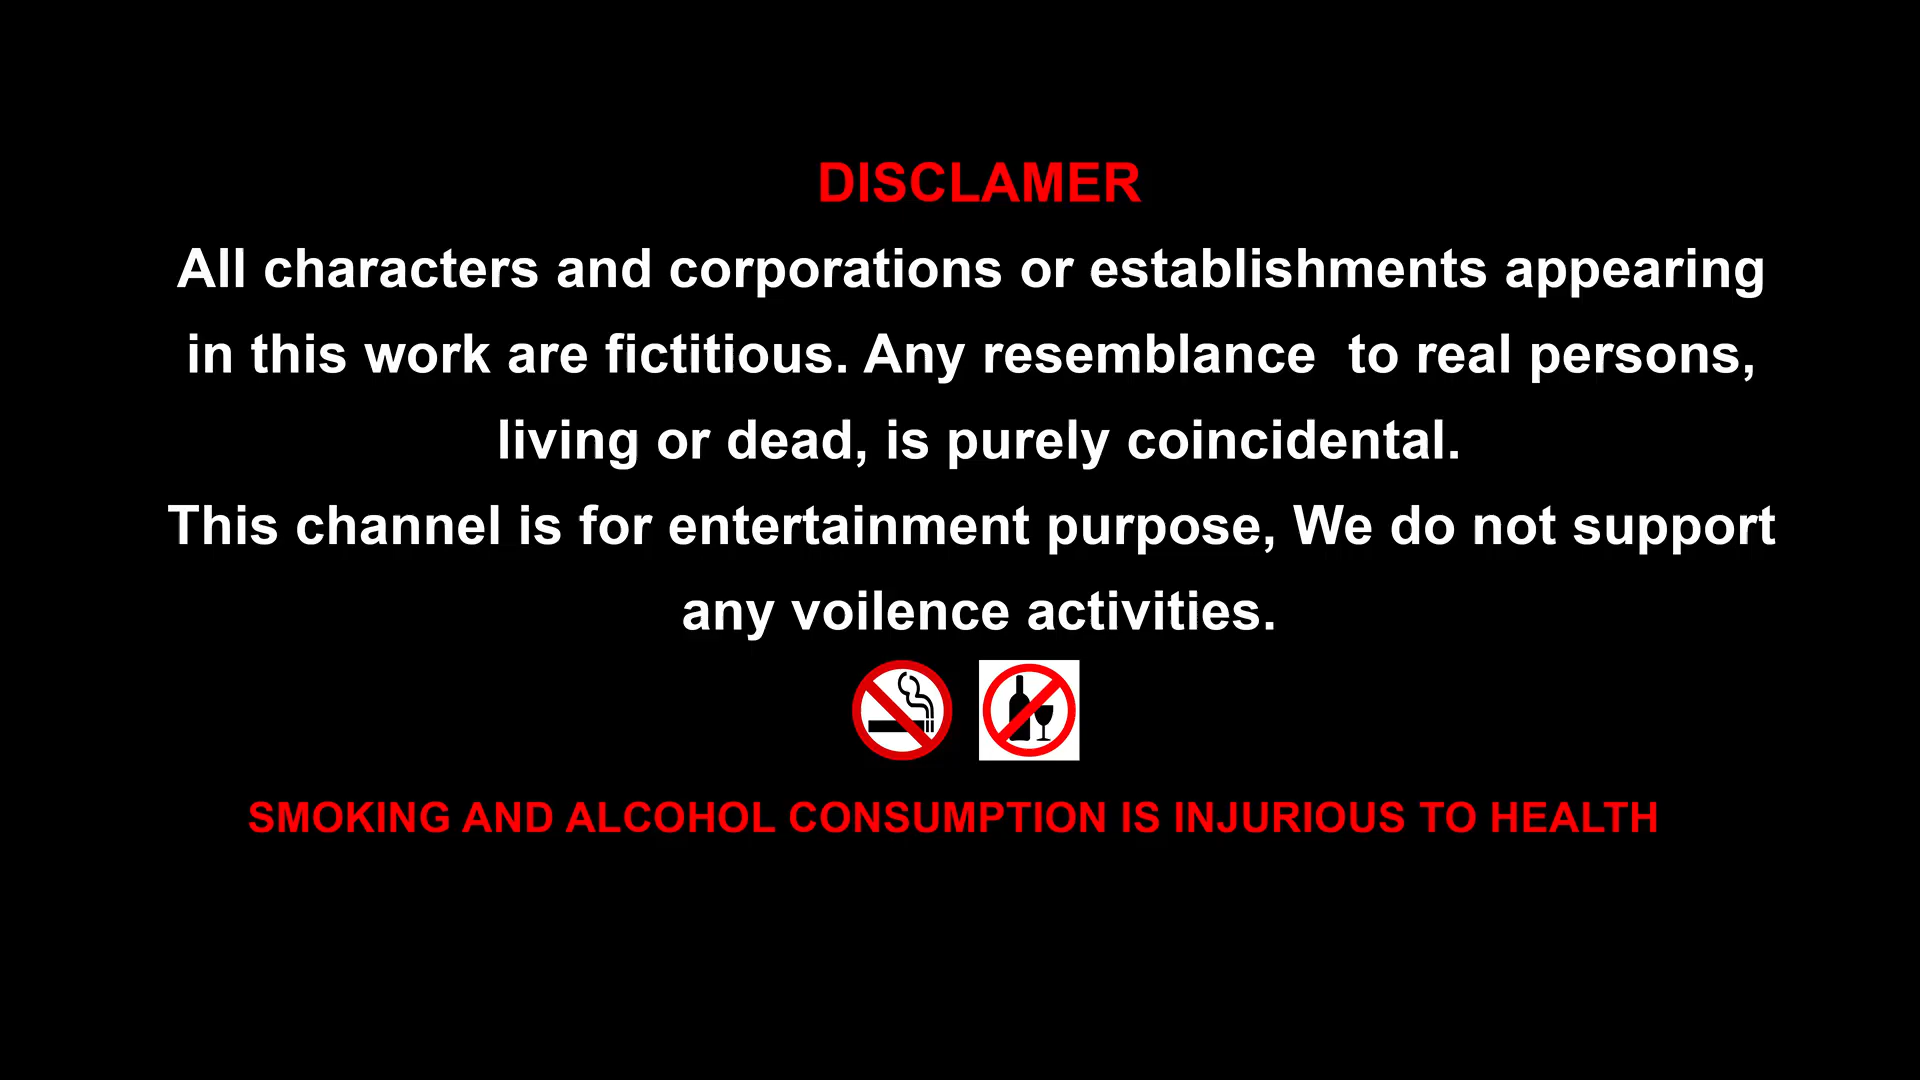 DISCLAMER
All characters and corporations or establishments appearing
in this work are fictitious. Any resemblance  to real persons,
living or dead, is purely coincidental.
This channel is for entertainment purpose, We do not support
any voilence activities.
SMOKING AND ALCOHOL CONSUMPTION IS INJURIOUS TO HEALTH